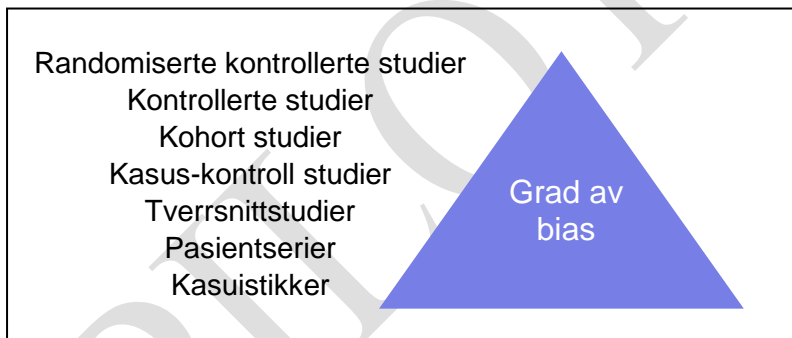 Randomiserte kontrollerte studier
Kontrollerte studier
Kohort studier
Kasus-kontroll studier
Tverrsnittstudier
Pasientserier
Kasuistikker
Grad av
bias